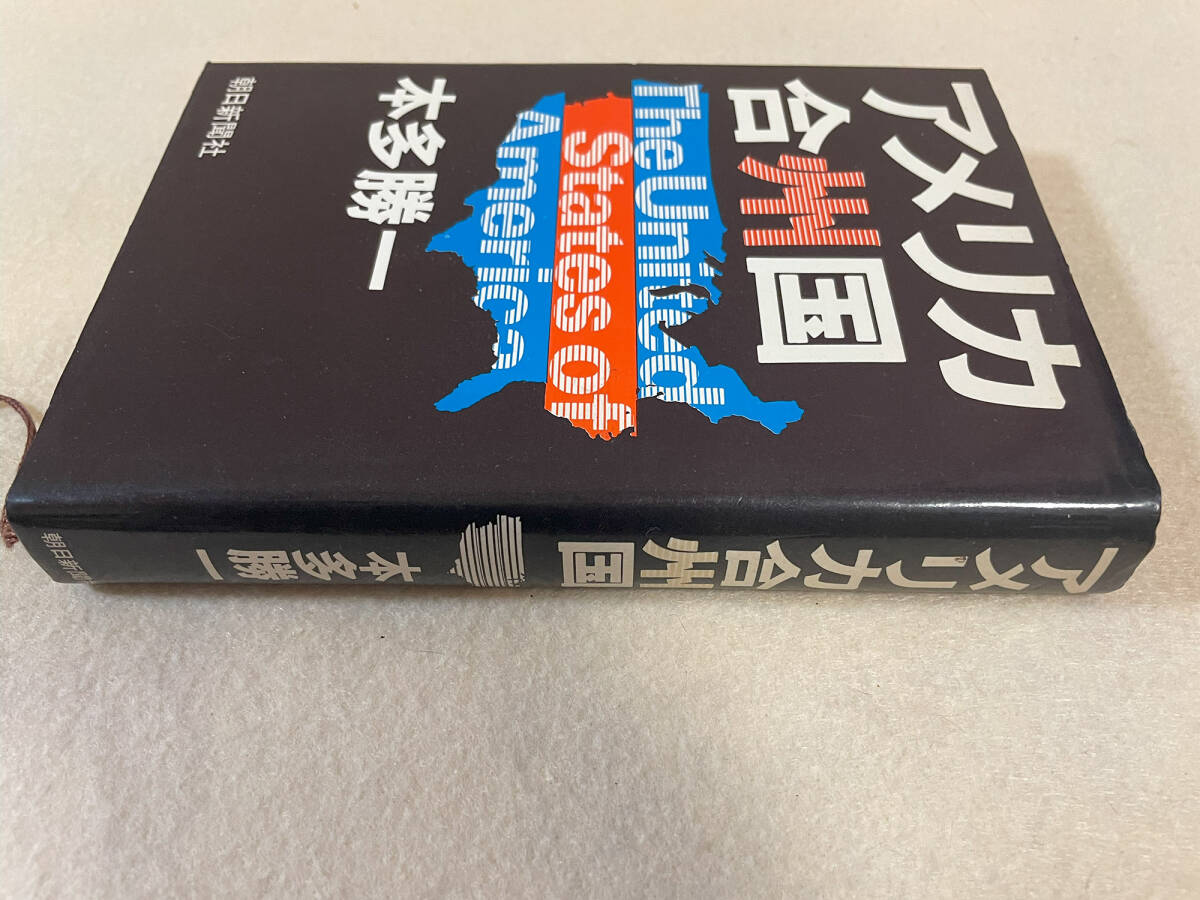 アメリカ
合州国
The United
States of
America
本多勝一
朝日新聞社
アメリカ合州国
本多勝一
朝日新聞